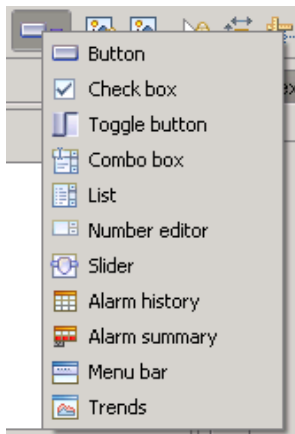 Button
Check box
Toggle button
Combo box
List
Number editor
Slider
Alarm history
Alarm summary
Menu bar
Trends